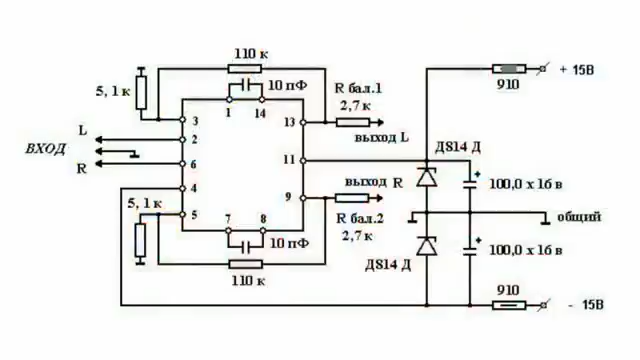 110 к
5, 1 к
10 пФ
R бал.1
2,7 к
910
+ 15В
1
14
3
13
L
2
выход L
Д814 Д
ВХОД
11
R
6
4
выход R
100,0 х 16 в
9
5, 1 к
5
R бал.2
2,7 к
общий
7
8
10 пФ
Д814 Д
100,0 х 16 в
110 к
910
- 15В